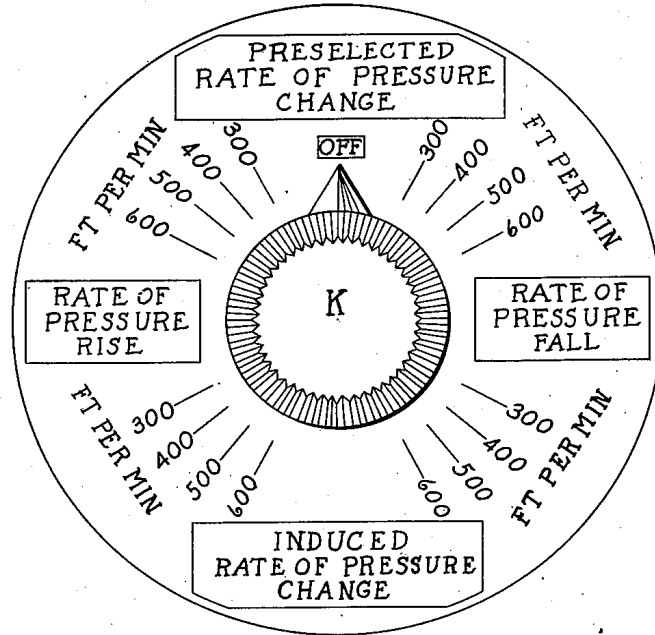 PRESELECTED
RATE OF PRESSURE
CHANGE
OFF
FT PER MIN
300
400
500
600
300
400
500
600
FT PER MIN
RATE OF
PRESSURE
RISE
K
RATE OF
PRESSURE
FALL
FT PER MIN
300
400
500
600
300
400
500
600
FT PER MIN
INDUCED
RATE OF PRESSURE
CHANGE